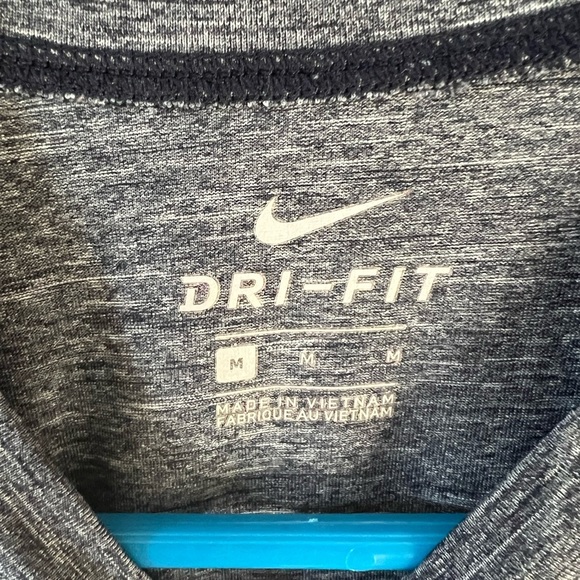 DRI-FIT
M M M
MADE IN VIETNAM
FABRIQUE AU VIETNAM